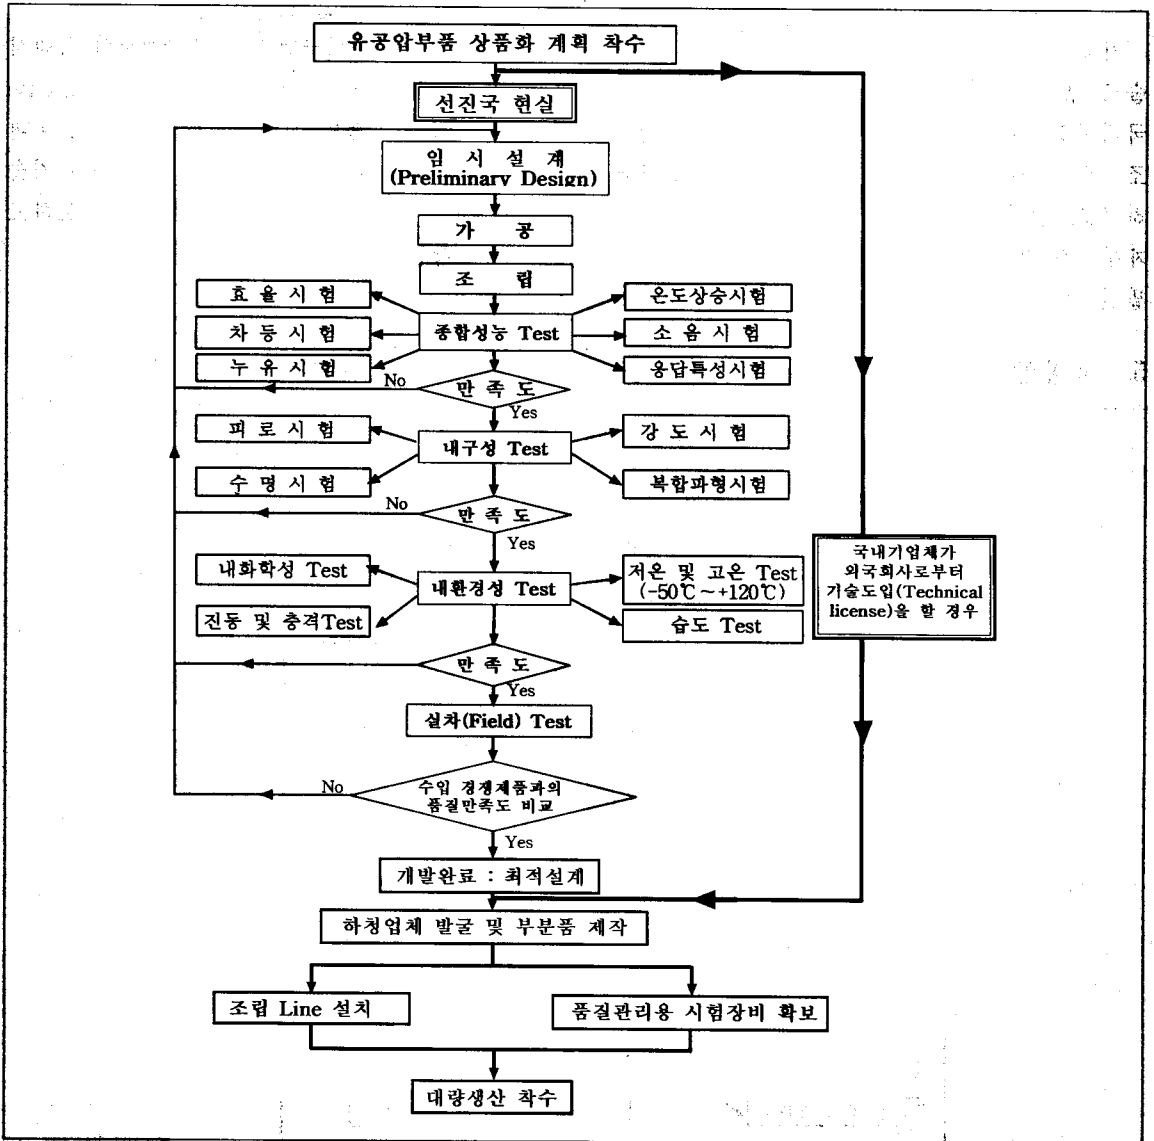 유공압부품 상품화 계획 착수
선진국 현실
임 시 설 계
(Preliminary Design)
가 공
조 립
효 율 시 험
온도상승시험
차 등 시 험
종합성능 Test
소 음 시 험
누 유 시 험
응답특성시험
No
만 족 도
Yes
피 로 시 험
강 도 시 험
내구성 Test
수 명 시 험
복합파형시험
No
만 족 도
Yes
국내기업체가
외국회사로부터
기술도입(Technical
license)을 할 경우
내화학성 Test
저온 및 고온 Test
(-50℃～+120℃)
내환경성 Test
진동 및 충격Test
습도 Test
만 족 도
Yes
실차(Field) Test
No
수입 경쟁제품과의
품질만족도 비교
Yes
개발완료 : 최적설계
하청업체 발굴 및 부분품 제작
조립 Line 설치
품질관리용 시험장비 확보
대량생산 착수